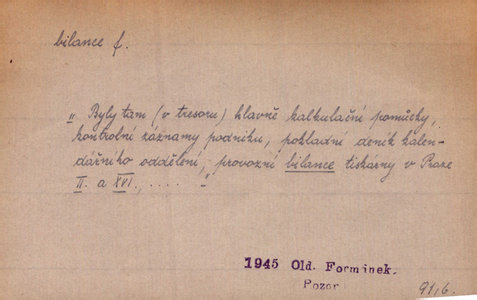 bilance f.
„ Byly tam (v tresoru) hlavně kalkulační pomůcky,
kontrolní záznamy podniku, pokladní deník kalen-
dářního oddělení, provozní bilance tiskárny v Praze
II. a XVI., ..... "
1945 Old. Forminek.
Pozor
91,6.